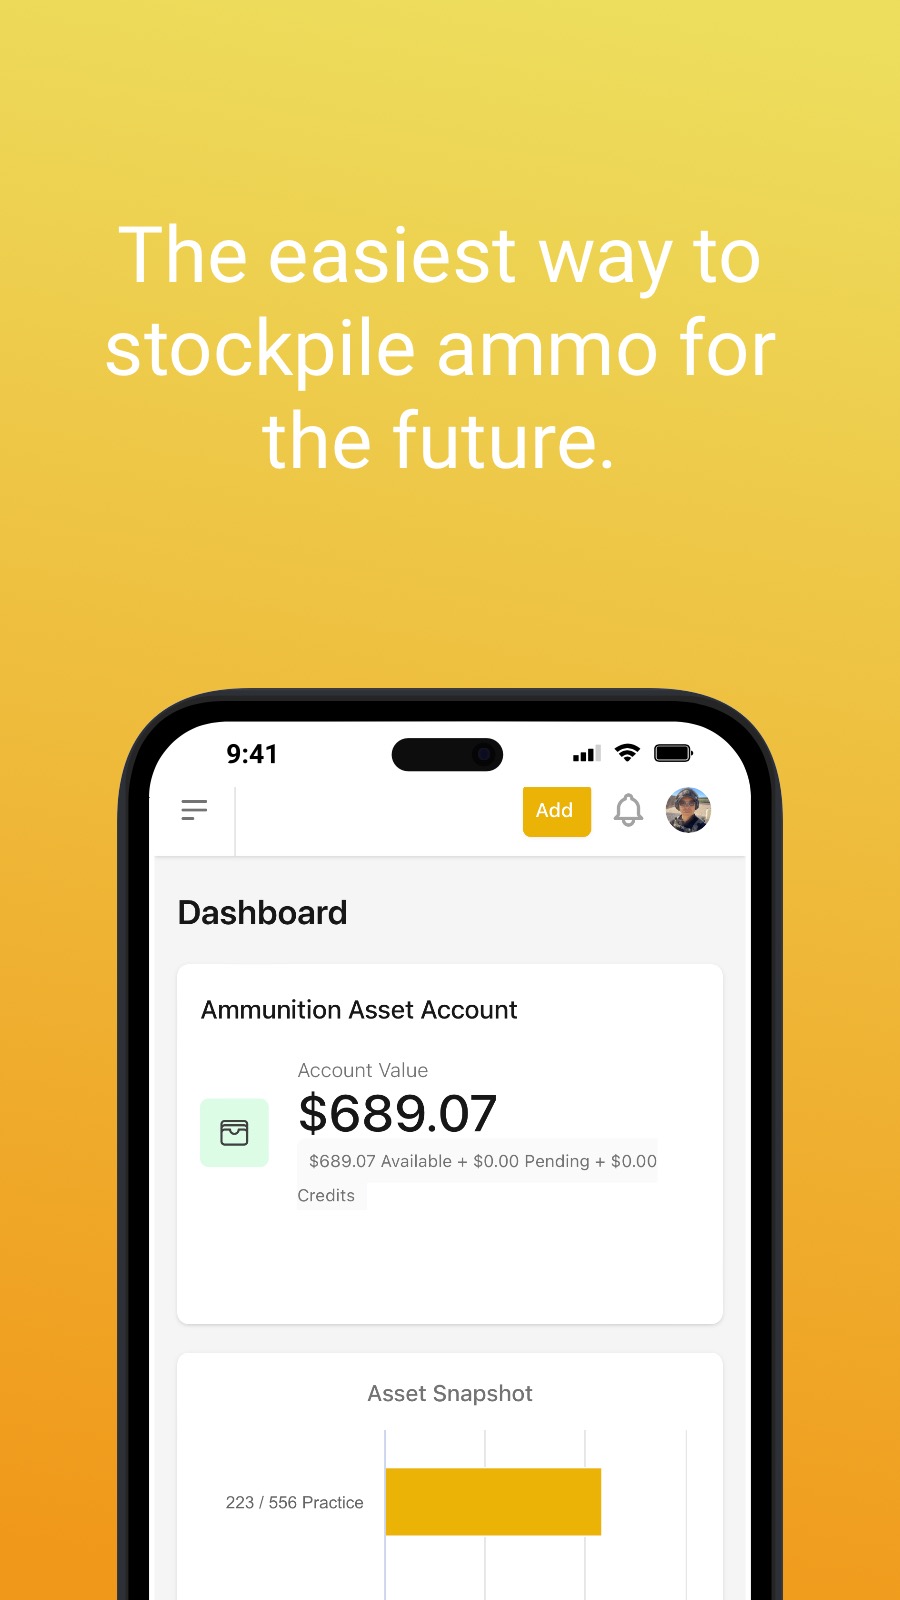 The easiest way to
stockpile ammo for
the future.
9:41
Add
Dashboard
Ammunition Asset Account
Account Value
$689.07
$689.07 Available + $0.00 Pending + $0.00
Credits
Asset Snapshot
223 / 556 Practice